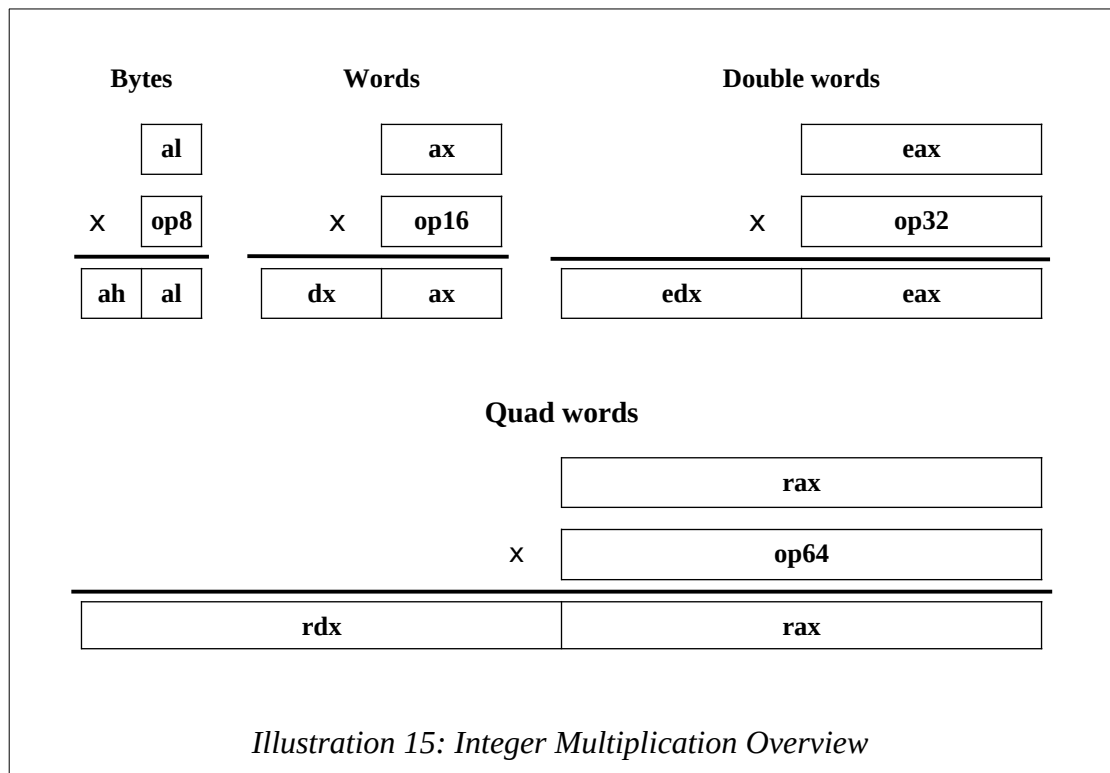 Bytes Words Double words
al ax eax
x op8 x op16 x op32
ah al dx ax edx eax
Quad words
rax
x op64
rdx rax
Illustration 15: Integer Multiplication Overview